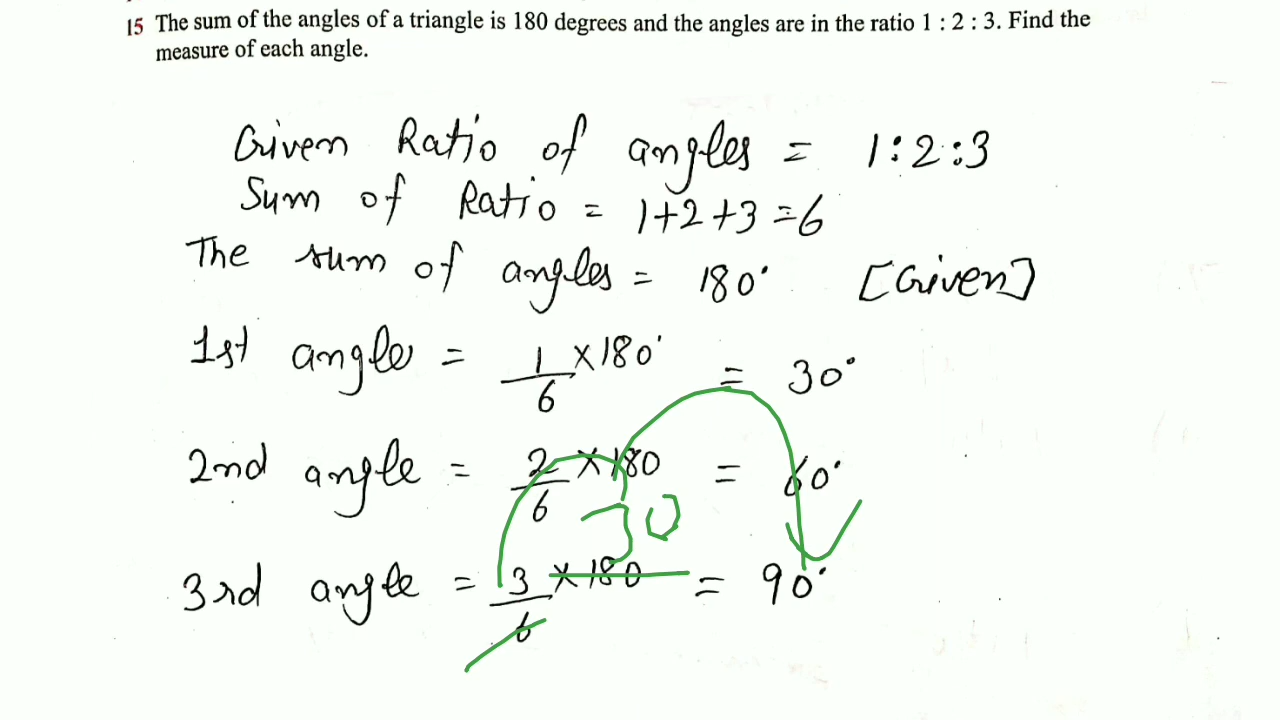 15 The sum of the angles of a triangle is 180 degrees and the angles are in the ratio 1 : 2 : 3. Find the
measure of each angle.
Given Ratio of angles = 1:2:3
Sum of Ratio = 1+2+3 =6
The sum of angles = 180° [Given]
1st angle = 1/6 ×180° = 30°
2nd angle = 2/6 ×180 = 60°
30
3rd angle = 3/6 ×180 = 90°